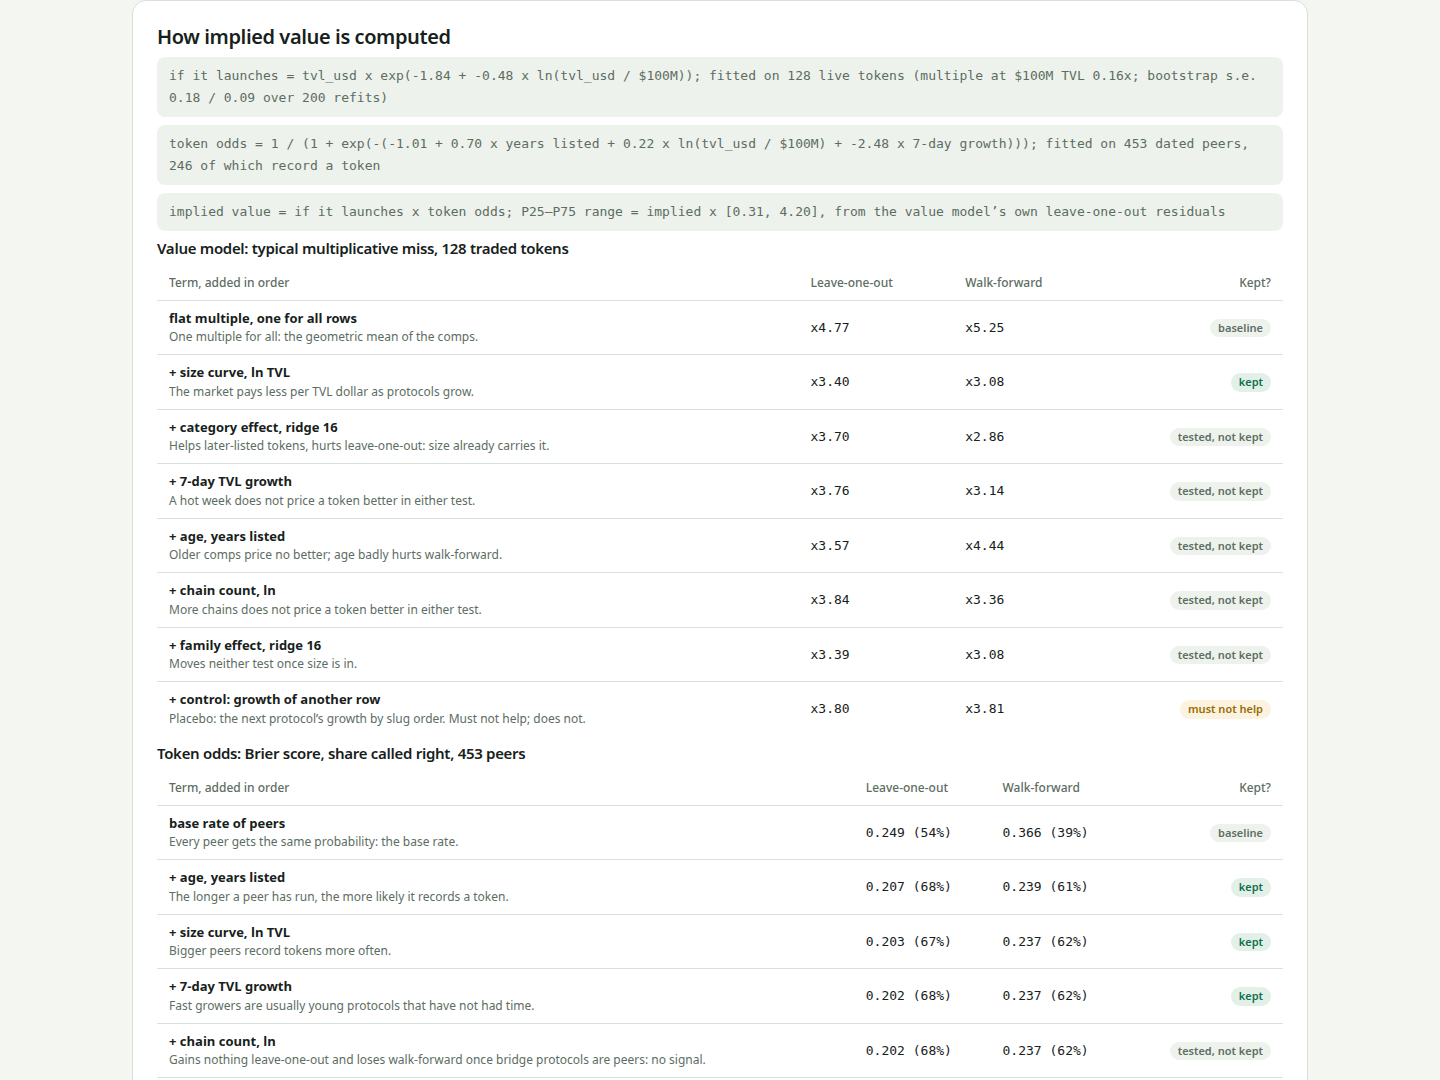 How implied value is computed
if it launches = tvl_usd x exp(-1.84 + -0.48 x ln(tvl_usd / $100M)); fitted on 128 live tokens (multiple at $100M TVL 0.16x; bootstrap s.e.
0.18 / 0.09 over 200 refits)
token odds = 1 / (1 + exp(-(-1.01 + 0.70 x years listed + 0.22 x ln(tvl_usd / $100M) + -2.48 x 7-day growth))); fitted on 453 dated peers,
246 of which record a token
implied value = if it launches x token odds; P25–P75 range = implied x [0.31, 4.20], from the value model’s own leave-one-out residuals
Value model: typical multiplicative miss, 128 traded tokens
Term, added in order Leave-one-out Walk-forward Kept?
flat multiple, one for all rows
One multiple for all: the geometric mean of the comps.
x4.77 x5.25 baseline
+ size curve, ln TVL
The market pays less per TVL dollar as protocols grow.
x3.40 x3.08 kept
+ category effect, ridge 16
Helps later-listed tokens, hurts leave-one-out: size already carries it.
x3.70 x2.86 tested, not kept
+ 7-day TVL growth
A hot week does not price a token better in either test.
x3.76 x3.14 tested, not kept
+ age, years listed
Older comps price no better; age badly hurts walk-forward.
x3.57 x4.44 tested, not kept
+ chain count, ln
More chains does not price a token better in either test.
x3.84 x3.36 tested, not kept
+ family effect, ridge 16
Moves neither test once size is in.
x3.39 x3.08 tested, not kept
+ control: growth of another row
Placebo: the next protocol’s growth by slug order. Must not help; does not.
x3.80 x3.81 must not help
Token odds: Brier score, share called right, 453 peers
Term, added in order Leave-one-out Walk-forward Kept?
base rate of peers
Every peer gets the same probability: the base rate.
0.249 (54%) 0.366 (39%) baseline
+ age, years listed
The longer a peer has run, the more likely it records a token.
0.207 (68%) 0.239 (61%) kept
+ size curve, ln TVL
Bigger peers record tokens more often.
0.203 (67%) 0.237 (62%) kept
+ 7-day TVL growth
Fast growers are usually young protocols that have not had time.
0.202 (68%) 0.237 (62%) kept
+ chain count, ln
Gains nothing leave-one-out and loses walk-forward once bridge protocols are peers: no signal.
0.202 (68%) 0.237 (62%) tested, not kept